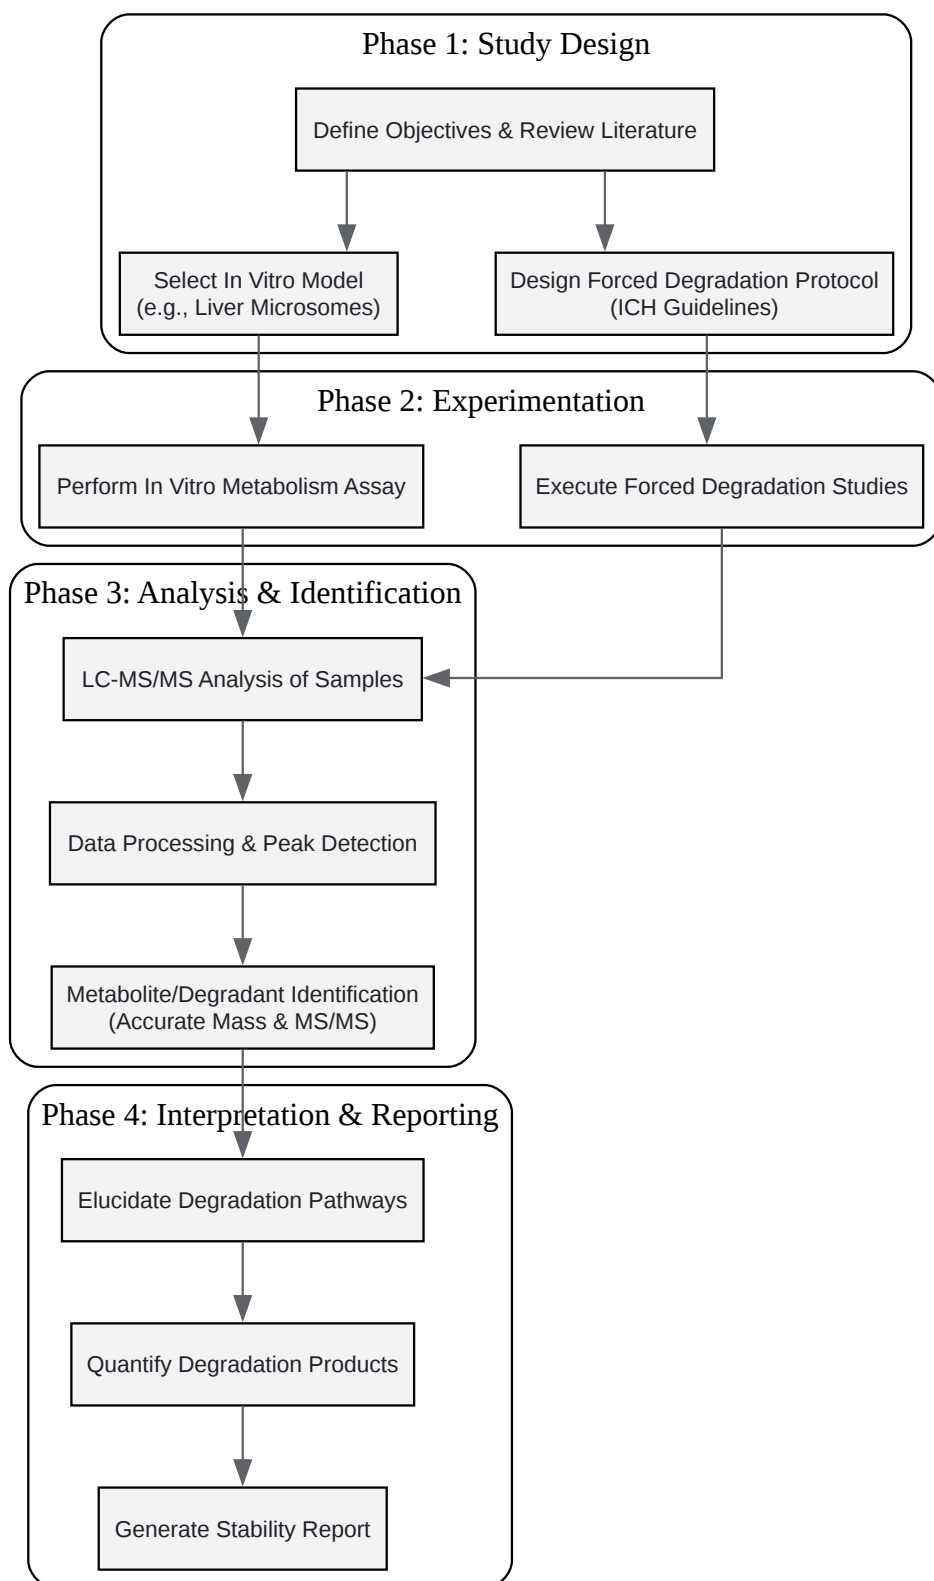 Phase 1: Study Design
Define Objectives & Review Literature
Select In Vitro Model
(e.g., Liver Microsomes)
Design Forced Degradation Protocol
(ICH Guidelines)
Phase 2: Experimentation
Perform In Vitro Metabolism Assay
Execute Forced Degradation Studies
Phase 3: Analysis & Identification
LC-MS/MS Analysis of Samples
Data Processing & Peak Detection
Metabolite/Degradant Identification
(Accurate Mass & MS/MS)
Phase 4: Interpretation & Reporting
Elucidate Degradation Pathways
Quantify Degradation Products
Generate Stability Report